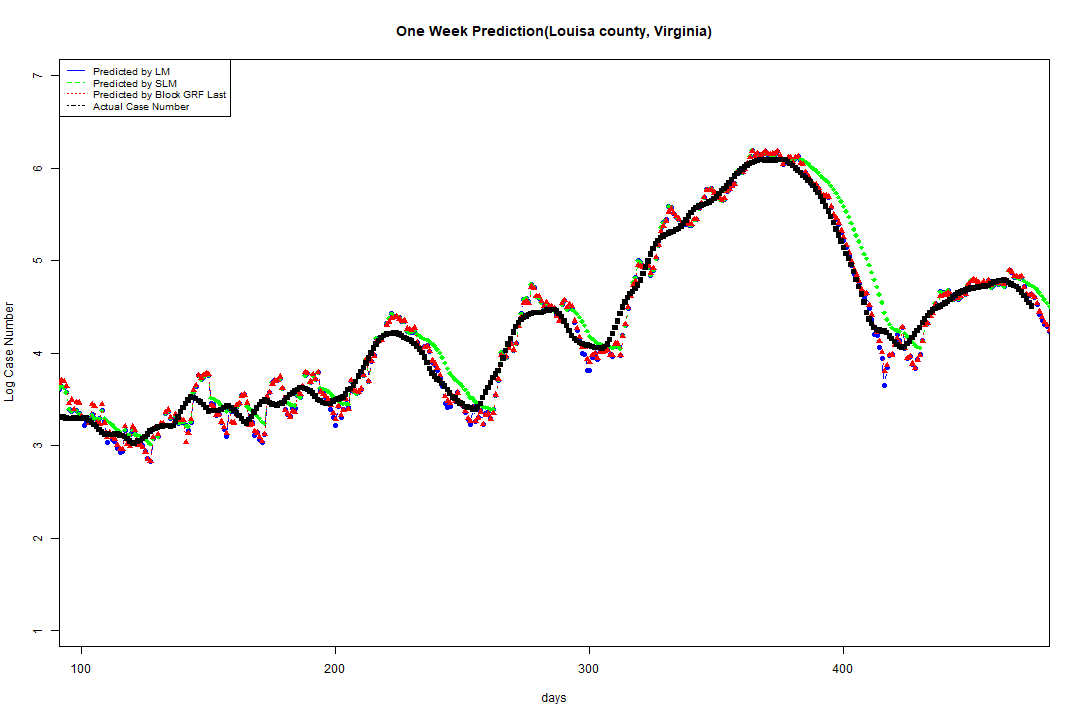 One Week Prediction(Louisa county, Virginia)
Predicted by LM
Predicted by SLM
Predicted by Block GRF Last
Actual Case Number
7
6
5
4
3
2
1
Log Case Number
100 200 300 400
days